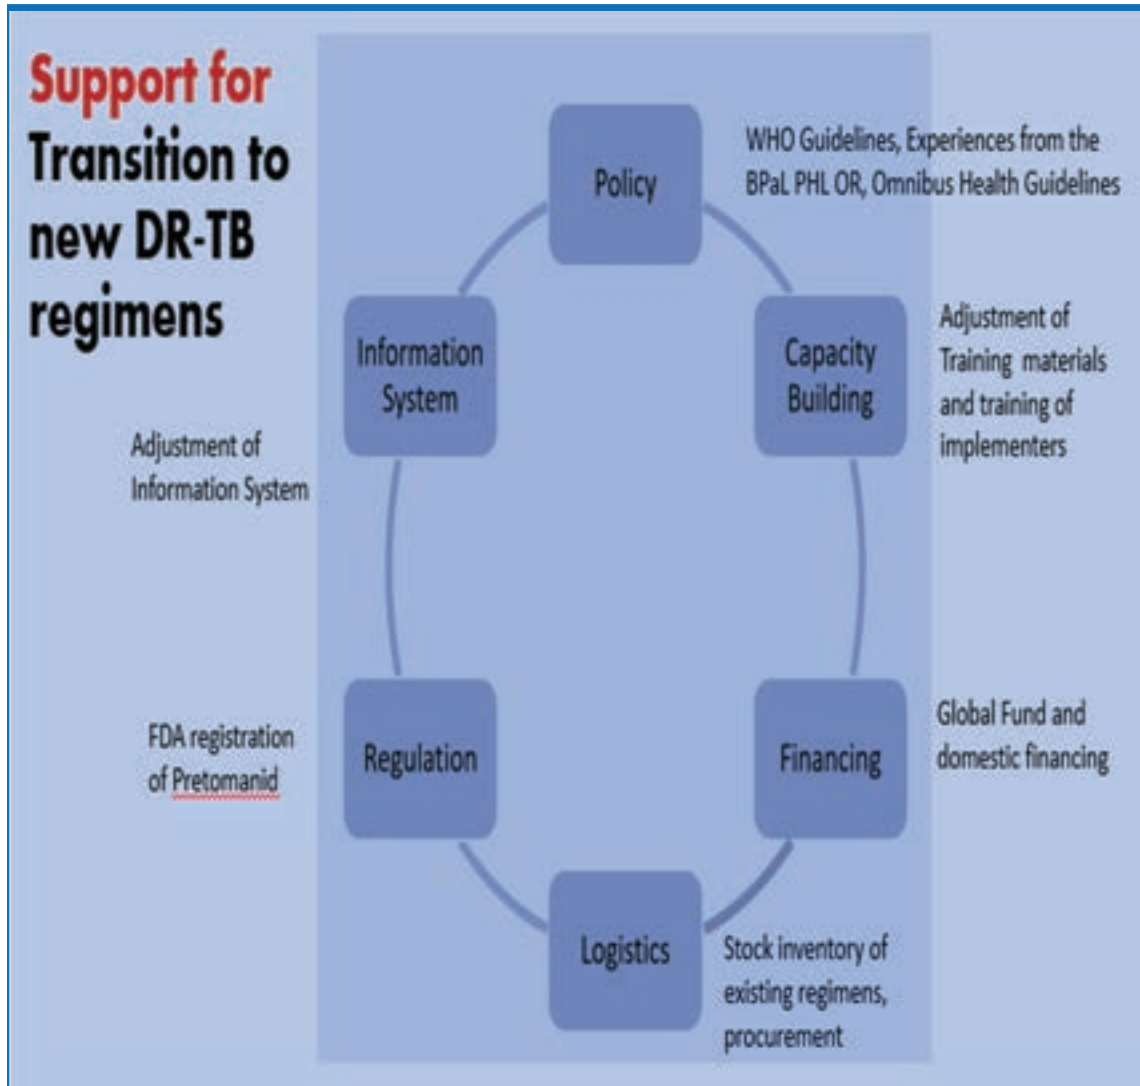 Support for
Transition to
new DR-TB
regimens
Policy
WHO Guidelines, Experiences from the
BPaL PHL OR, Omnibus Health Guidelines
Capacity
Building
Adjustment of
Training materials
and training of
implementers
Financing
Global Fund and
domestic financing
Logistics
Stock inventory of
existing regimens,
procurement
Regulation
FDA registration
of Pretomanid
Information
System
Adjustment of
Information System